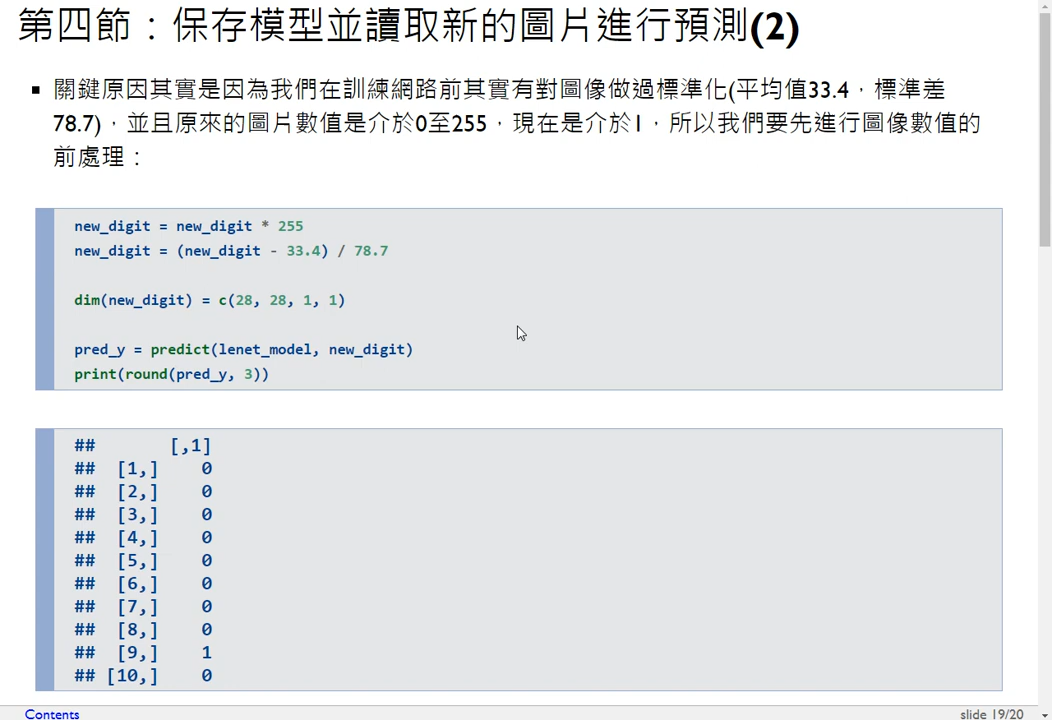 第四節：保存模型並讀取新的圖片進行預測(2)
關鍵原因其實是因為我們在訓練網路前其實有對圖像做過標準化(平均值33.4，標準差
78.7)，並且原來的圖片數值是介於0至255，現在是介於1，所以我們要先進行圖像數值的
前處理：
new_digit = new_digit * 255
new_digit = (new_digit - 33.4) / 78.7
dim(new_digit) = c(28, 28, 1, 1)
pred_y = predict(lenet_model, new_digit)
print(round(pred_y, 3))
##       [,1]
##  [1,]    0
##  [2,]    0
##  [3,]    0
##  [4,]    0
##  [5,]    0
##  [6,]    0
##  [7,]    0
##  [8,]    0
##  [9,]    1
## [10,]    0
Contents
slide 19/20